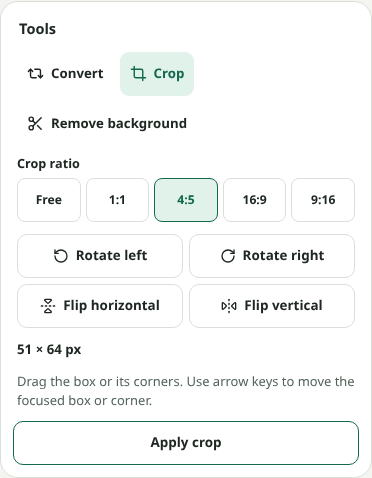 Tools
Convert Crop
Remove background
Crop ratio
Free 1:1 4:5 16:9 9:16
Rotate left Rotate right
Flip horizontal Flip vertical
51 × 64 px
Drag the box or its corners. Use arrow keys to move the
focused box or corner.
Apply crop